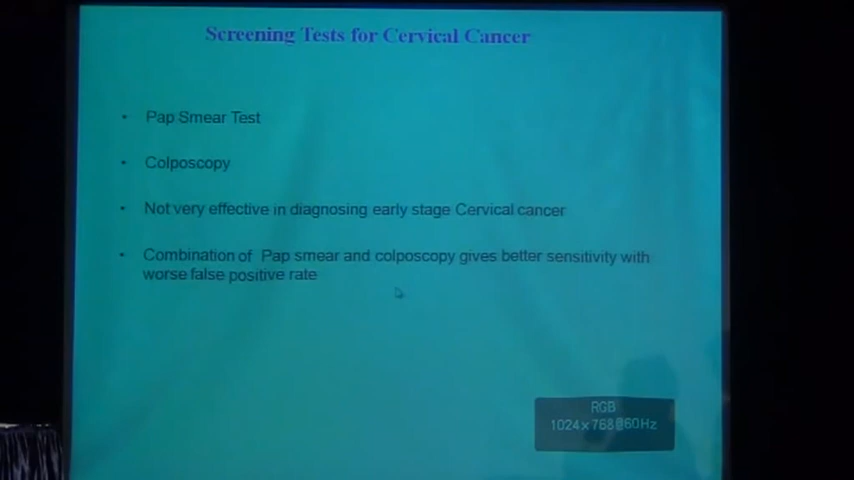 Screening Tests for Cervical Cancer
• Pap Smear Test
• Colposcopy
• Not very effective in diagnosing early stage Cervical cancer
• Combination of Pap smear and colposcopy gives better sensitivity with
worse false positive rate
RGB
1024x768@60Hz